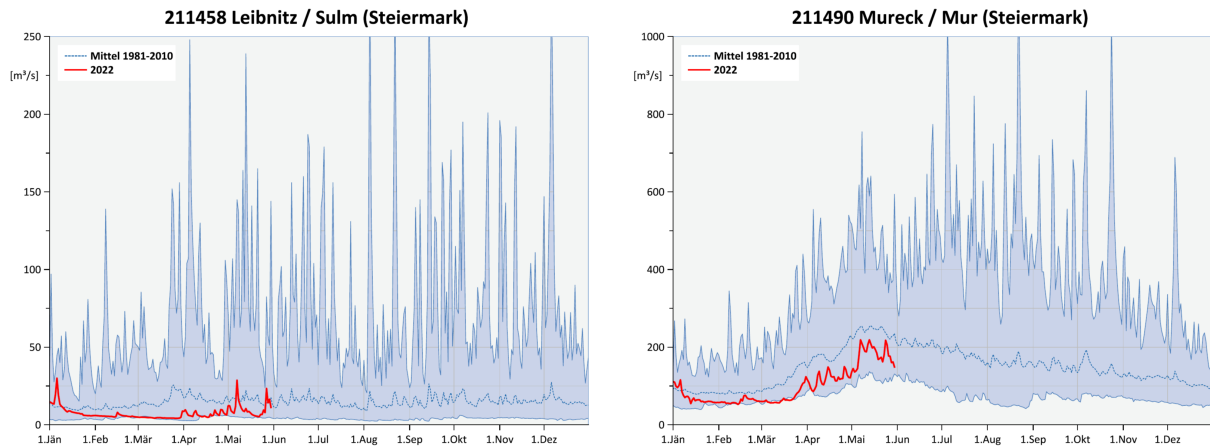 211458 Leibnitz / Sulm (Steiermark)
250
[m³/s]
200
150
100
50
0
Mittel 1981-2010
2022
1.Jän 1.Feb 1.Mär 1.Apr 1.Mai 1.Jun 1.Jul 1.Aug 1.Sep 1.Okt 1.Nov 1.Dez
211490 Mureck / Mur (Steiermark)
1000
[m³/s]
800
600
400
200
0
Mittel 1981-2010
2022
1.Jän 1.Feb 1.Mär 1.Apr 1.Mai 1.Jun 1.Jul 1.Aug 1.Sep 1.Okt 1.Nov 1.Dez